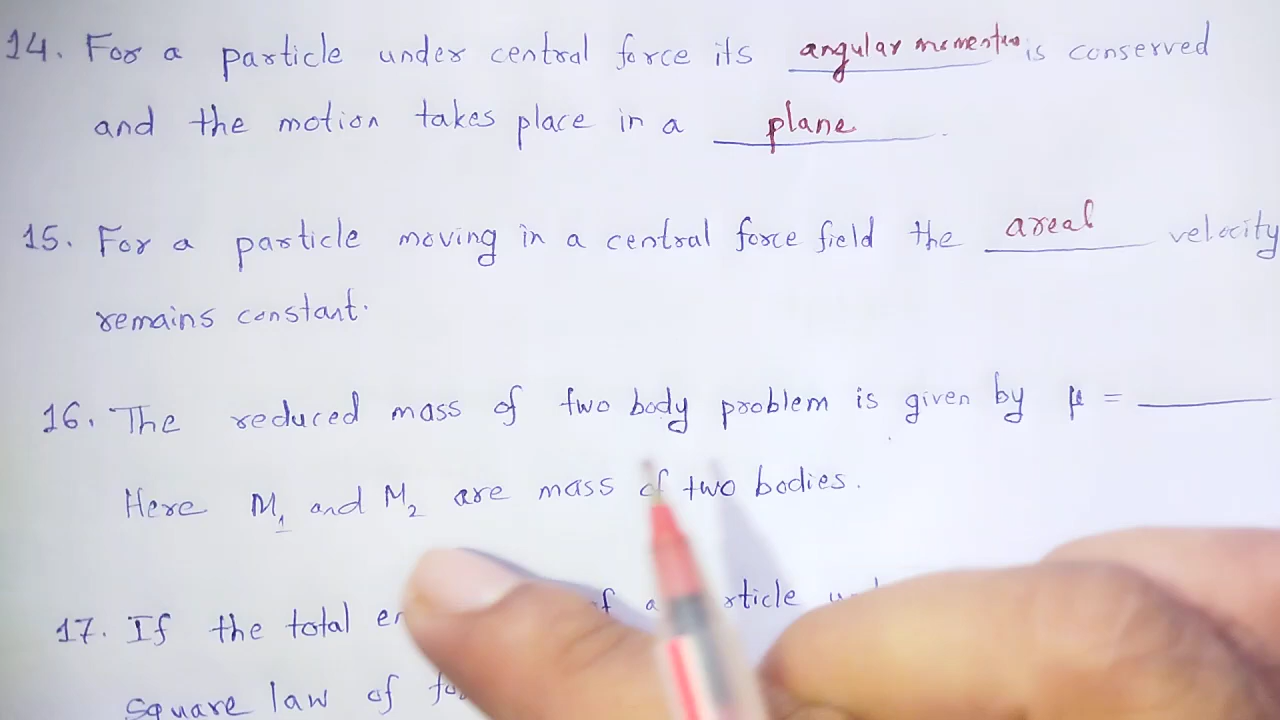 14. For a particle under central force its angular momentum is conserved
and the motion takes place in a plane.
15. For a particle moving in a central force field the areal velocity
remains constant.
16. The reduced mass of two body problem is given by μ = ______
Here M₁ and M₂ are mass of two bodies.
17. If the total of a
square law of